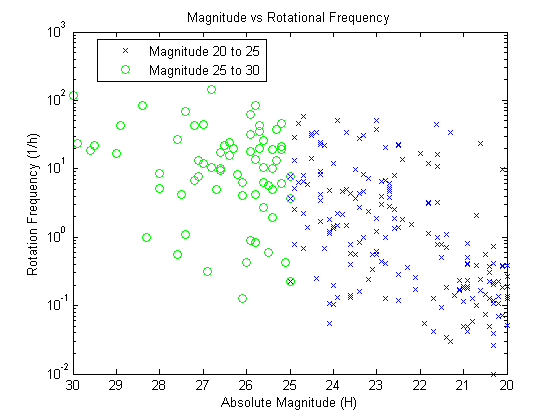 Magnitude vs Rotational Frequency
10^3
Magnitude 20 to 25
Magnitude 25 to 30
10^2
10^1
10^0
10^-1
10^-2
Rotation Frequency (1/h)
30 29 28 27 26 25 24 23 22 21 20
Absolute Magnitude (H)